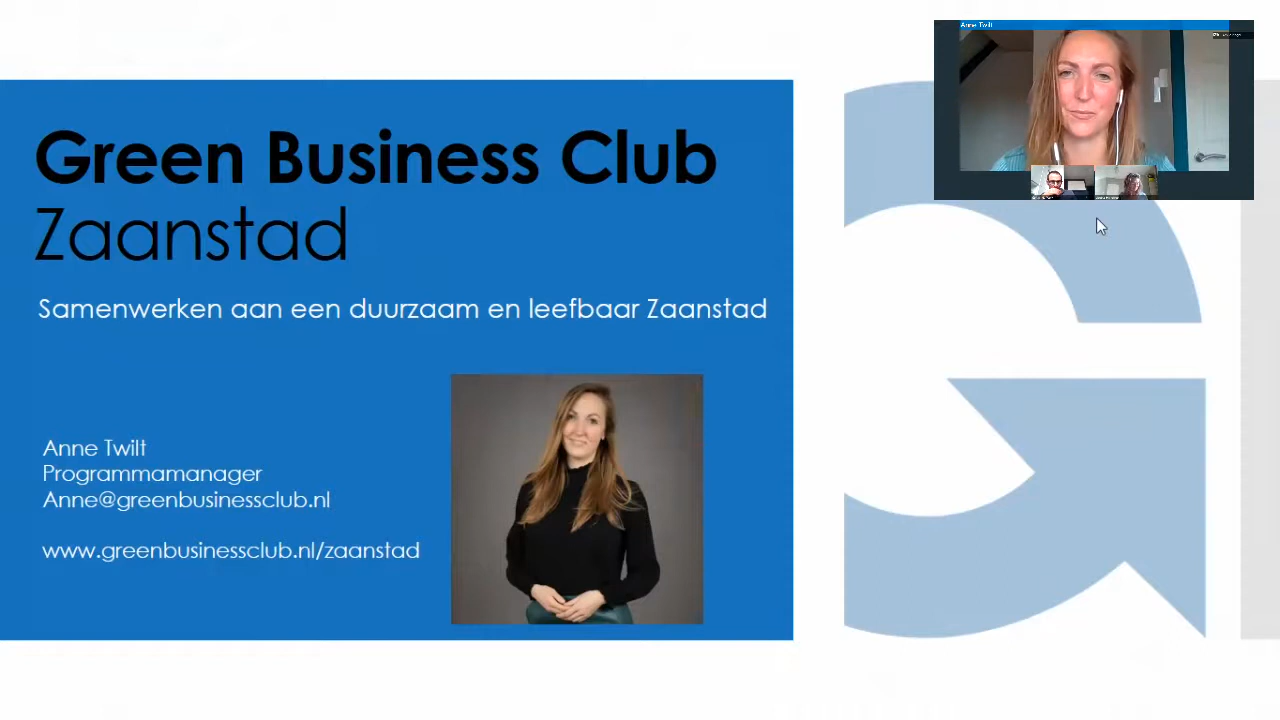 Green Business Club
Zaanstad
Samenwerken aan een duurzaam en leefbaar Zaanstad
Anne Twilt
Programmamanager
Anne@greenbusinessclub.nl
www.greenbusinessclub.nl/zaanstad
Anne Twilt